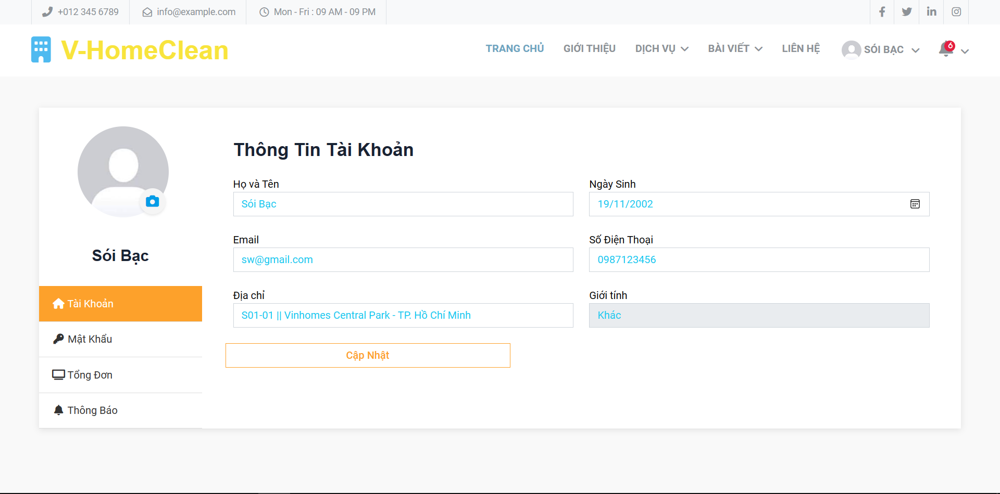 +012 345 6789
info@example.com
Mon - Fri : 09 AM - 09 PM
V-HomeClean
TRANG CHỦ
GIỚI THIỆU
DỊCH VỤ
BÀI VIẾT
LIÊN HỆ
SÓI BẠC
6
Sói Bạc
Tài Khoản
Mật Khẩu
Tổng Đơn
Thông Báo
Thông Tin Tài Khoản
Họ và Tên
Sói Bạc
Ngày Sinh
19/11/2002
Email
sw@gmail.com
Số Điện Thoại
0987123456
Địa chỉ
S01-01 || Vinhomes Central Park - TP. Hồ Chí Minh
Giới tính
Khác
Cập Nhật